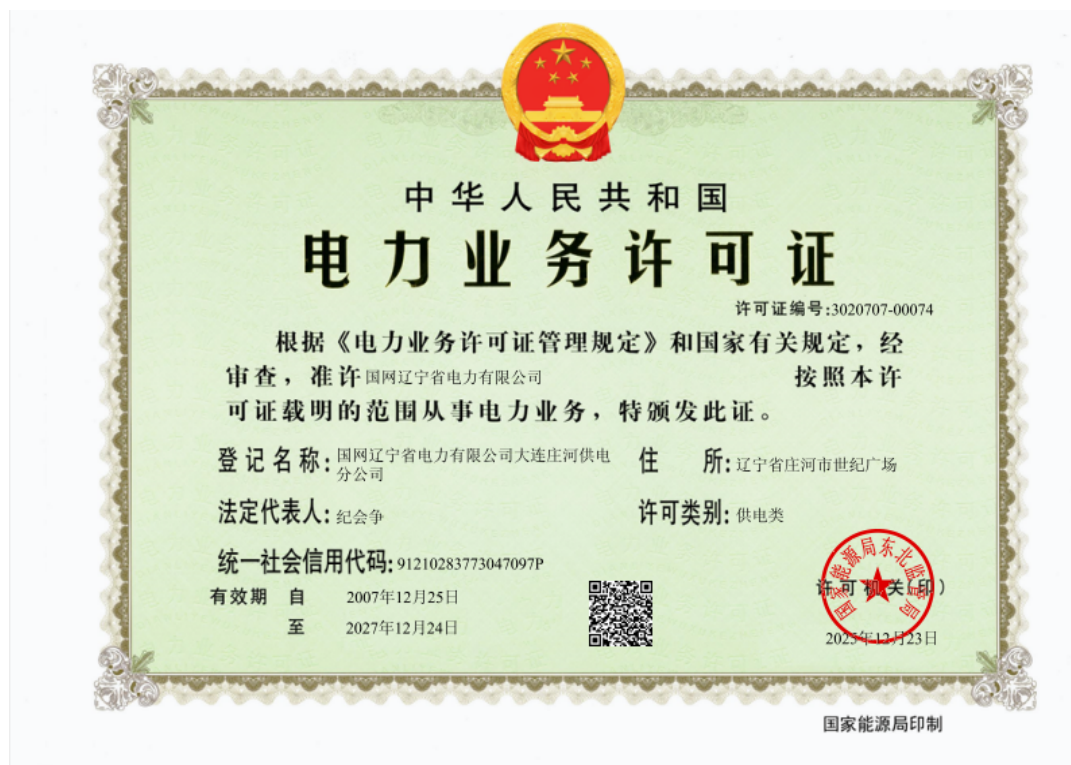 中华人民共和国
电力业务许可证
许可证编号:3020707-00074
根据《电力业务许可证管理规定》和国家有关规定，经
审查，准许国网辽宁省电力有限公司 按照本许
可证载明的范围从事电力业务，特颁发此证。
登记名称:国网辽宁省电力有限公司大连庄河供电
分公司
住 所:辽宁省庄河市世纪广场
法定代表人:纪会争
许可类别:供电类
统一社会信用代码:91210283773047097P
有效期 自 2007年12月25日
至 2027年12月24日
国家能源局东北监管局
许可机关(印)
2025年12月23日
国家能源局印制